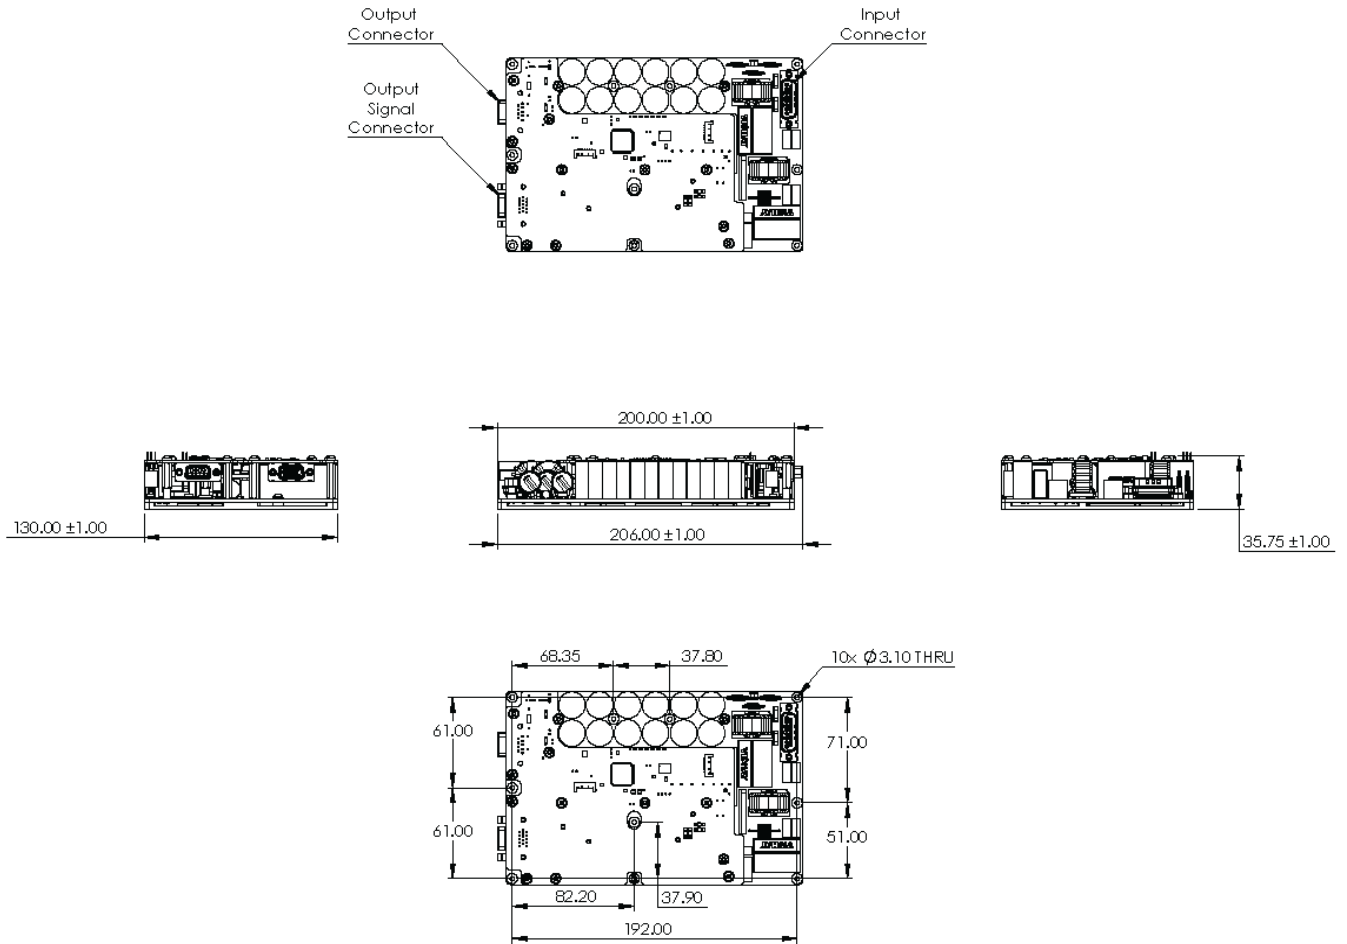 Output
Connector
Input
Connector
Output
Signal
Connector
200.00 ±1.00
130.00 ±1.00
206.00 ±1.00
35.75 ±1.00
68.35
37.80
10x Ø3.10 THRU
61.00
71.00
61.00
51.00
82.20
37.90
192.00